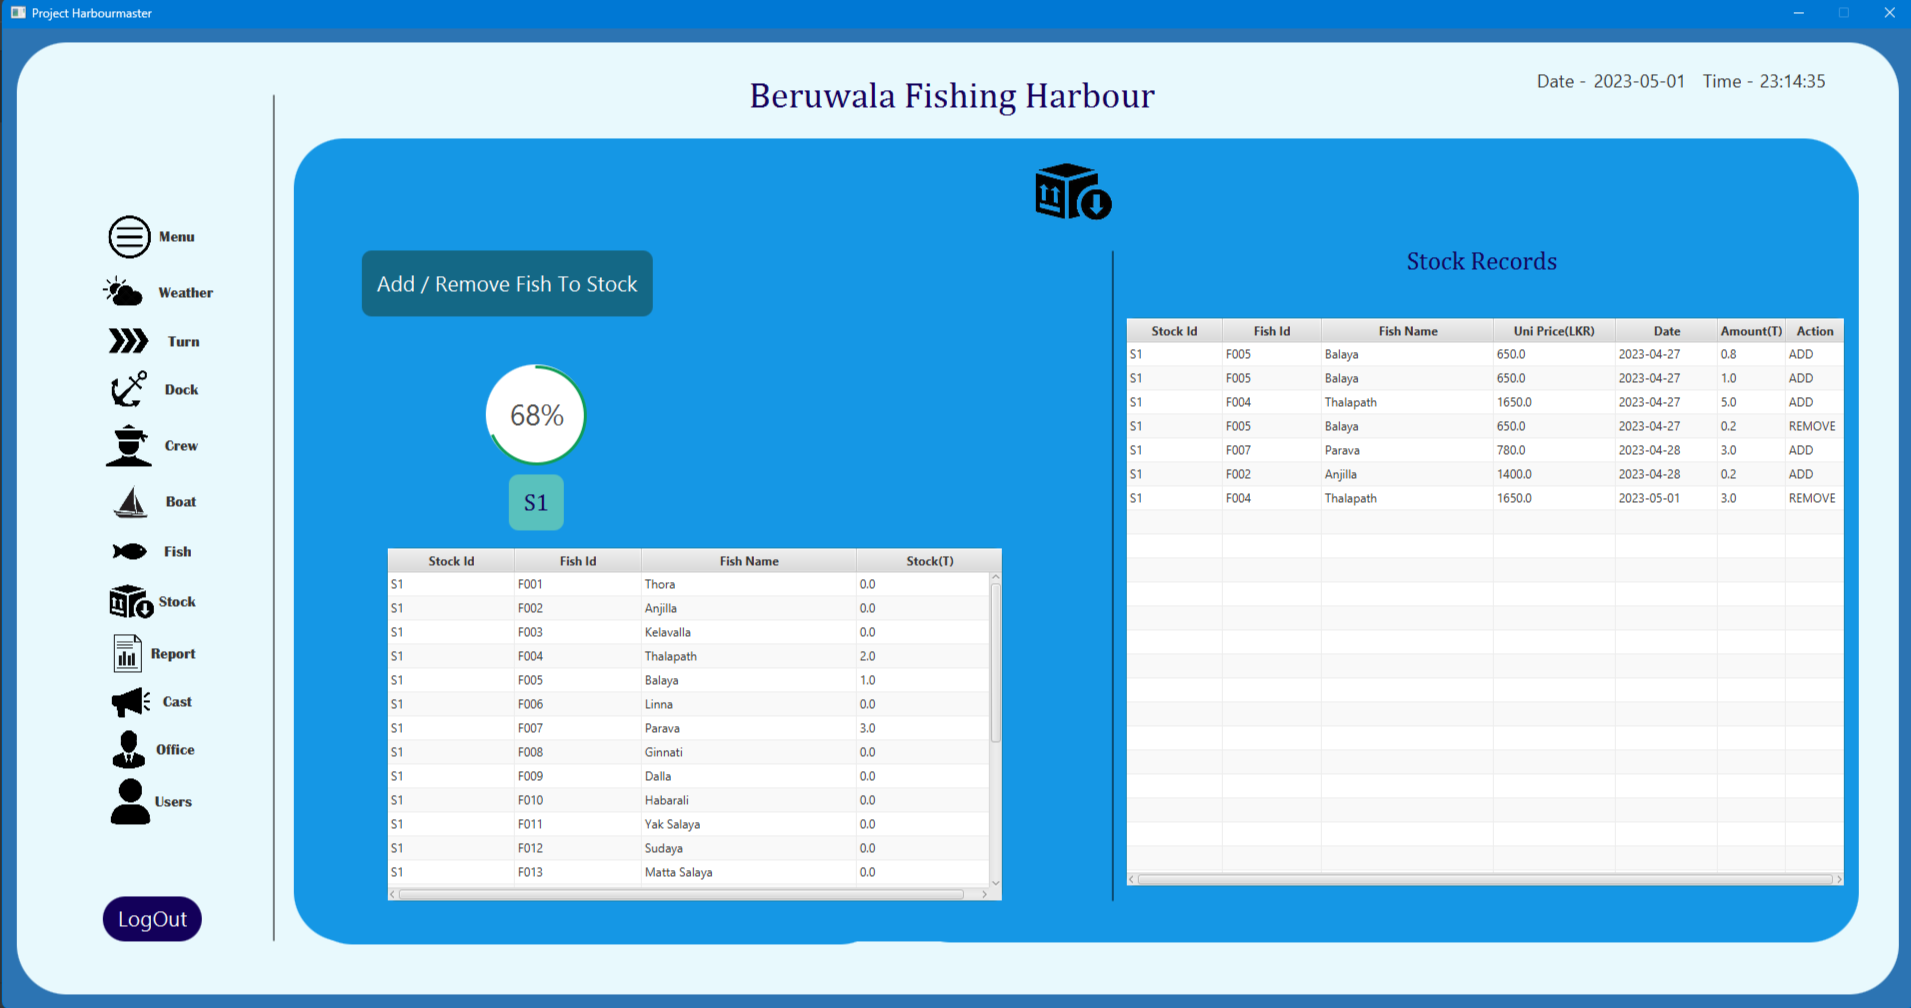 Project Harbourmaster
Beruwala Fishing Harbour
Date - 2023-05-01 Time - 23:14:35
Menu
Weather
Turn
Dock
Crew
Boat
Fish
Stock
Report
Cast
Office
Users
LogOut
Add / Remove Fish To Stock
68%
S1
Stock Id Fish Id Fish Name Stock(T)
S1 F001 Thora 0.0
S1 F002 Anjilla 0.0
S1 F003 Kelavalla 0.0
S1 F004 Thalapath 2.0
S1 F005 Balaya 1.0
S1 F006 Linna 0.0
S1 F007 Parava 3.0
S1 F008 Ginnati 0.0
S1 F009 Dalla 0.0
S1 F010 Habarali 0.0
S1 F011 Yak Salaya 0.0
S1 F012 Sudaya 0.0
S1 F013 Matta Salaya 0.0
Stock Records
Stock Id Fish Id Fish Name Uni Price(LKR) Date Amount(T) Action
S1 F005 Balaya 650.0 2023-04-27 0.8 ADD
S1 F005 Balaya 650.0 2023-04-27 1.0 ADD
S1 F004 Thalapath 1650.0 2023-04-27 5.0 ADD
S1 F005 Balaya 650.0 2023-04-27 0.2 REMOVE
S1 F007 Parava 780.0 2023-04-28 3.0 ADD
S1 F002 Anjilla 1400.0 2023-04-28 0.2 ADD
S1 F004 Thalapath 1650.0 2023-05-01 3.0 REMOVE